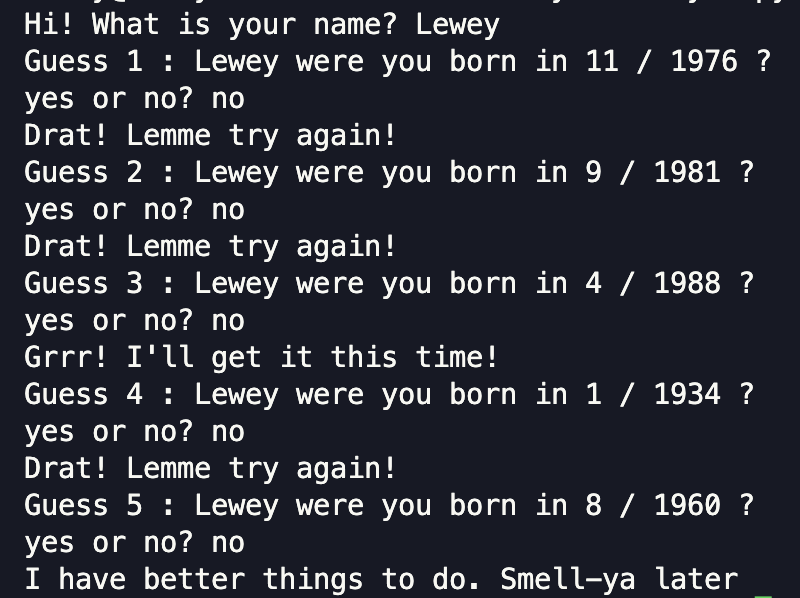 Hi! What is your name? Lewey
Guess 1 : Lewey were you born in 11 / 1976 ?
yes or no? no
Drat! Lemme try again!
Guess 2 : Lewey were you born in 9 / 1981 ?
yes or no? no
Drat! Lemme try again!
Guess 3 : Lewey were you born in 4 / 1988 ?
yes or no? no
Grrr! I'll get it this time!
Guess 4 : Lewey were you born in 1 / 1934 ?
yes or no? no
Drat! Lemme try again!
Guess 5 : Lewey were you born in 8 / 1960 ?
yes or no? no
I have better things to do. Smell-ya later